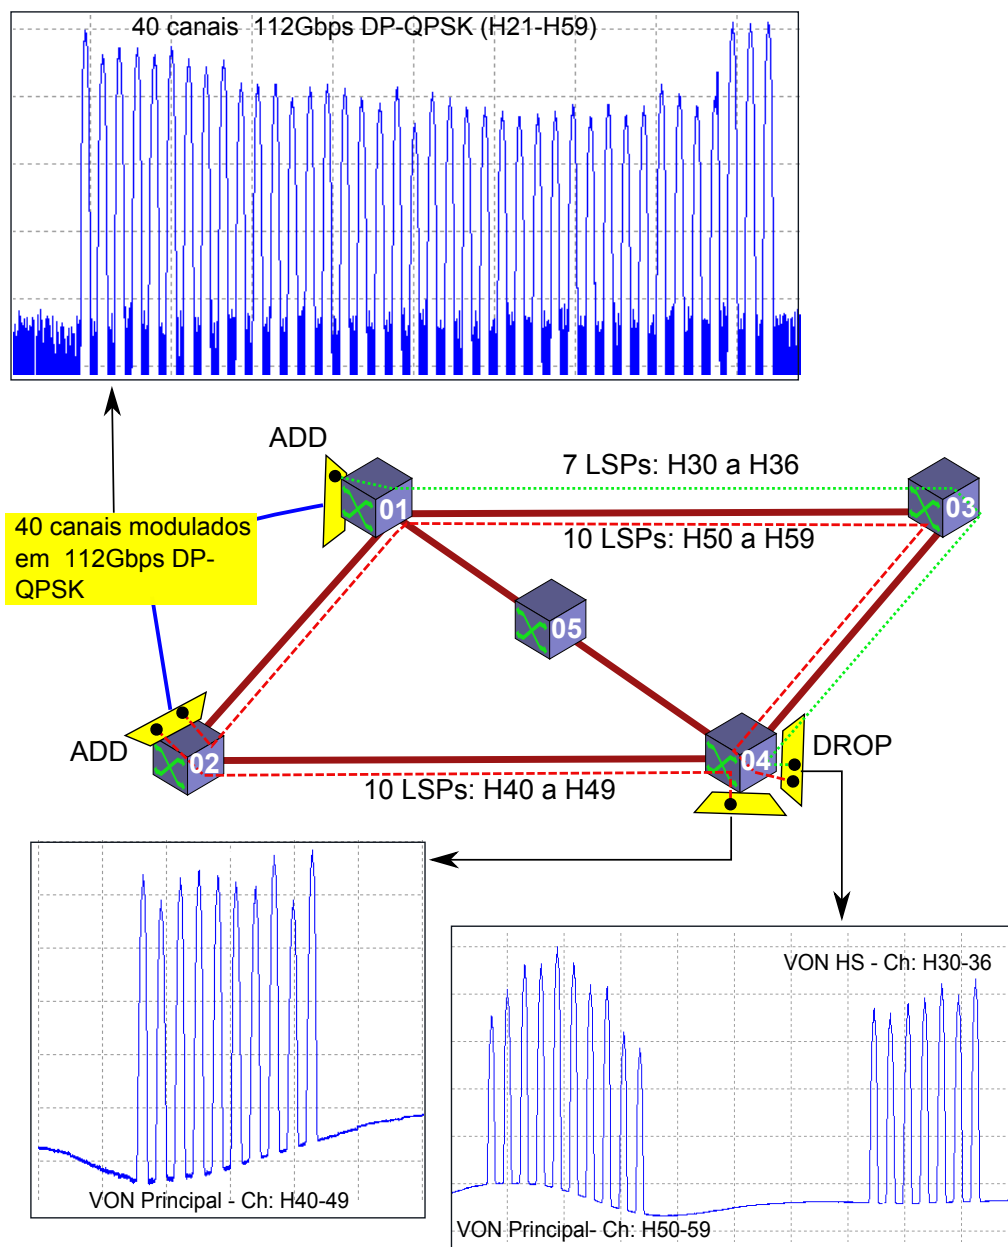 40 canais 112Gbps DP-QPSK (H21-H59)
ADD
7 LSPs: H30 a H36
01
03
40 canais modulados
em 112Gbps DP-
QPSK
10 LSPs: H50 a H59
05
ADD
02
04
DROP
10 LSPs: H40 a H49
VON HS - Ch: H30-36
VON Principal - Ch: H40-49
VON Principal- Ch: H50-59